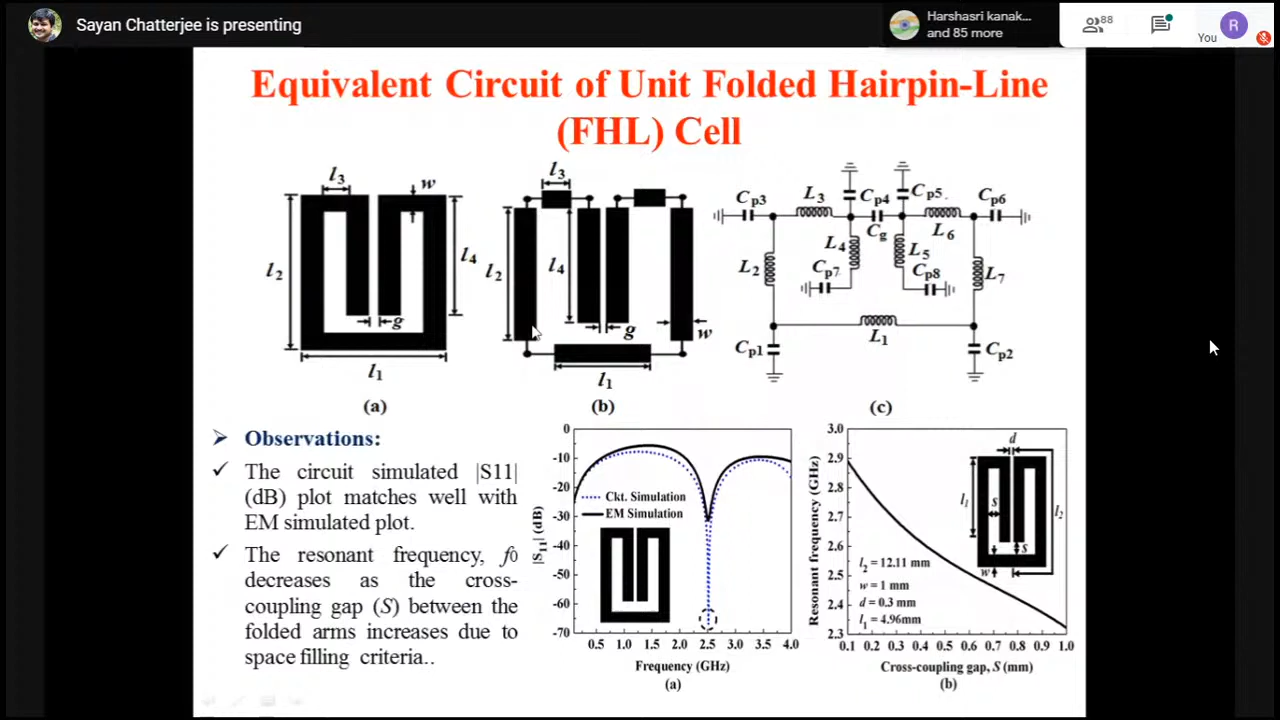 Sayan Chatterjee is presenting
Harshasri kanak...
and 85 more
88
You
R
Equivalent Circuit of Unit Folded Hairpin-Line
(FHL) Cell
l3
w
l2
l4
g
l1
(a)
l3
l2
l4
g
w
l1
(b)
Cp3
L3
Cp4
Cp5
Cp6
Cg
L6
L4
L5
L2
Cp7
Cp8
L7
L1
Cp1
Cp2
(c)
Observations:
The circuit simulated |S11|
(dB) plot matches well with
EM simulated plot.
The resonant frequency, f0
decreases as the cross-
coupling gap (S) between the
folded arms increases due to
space filling criteria..
0
-10
-20
-30
-40
-50
-60
-70
|S11| (dB)
Ckt. Simulation
EM Simulation
0.5 1.0 1.5 2.0 2.5 3.0 3.5 4.0
Frequency (GHz)
(a)
3.0
2.9
2.8
2.7
2.6
2.5
2.4
2.3
Resonant frequency (GHz)
d
l1
s
l2
s
w
l2 = 12.11 mm
w = 1 mm
d = 0.3 mm
l1 = 4.96mm
0.1 0.2 0.3 0.4 0.5 0.6 0.7 0.8 0.9 1.0
Cross-coupling gap, S (mm)
(b)